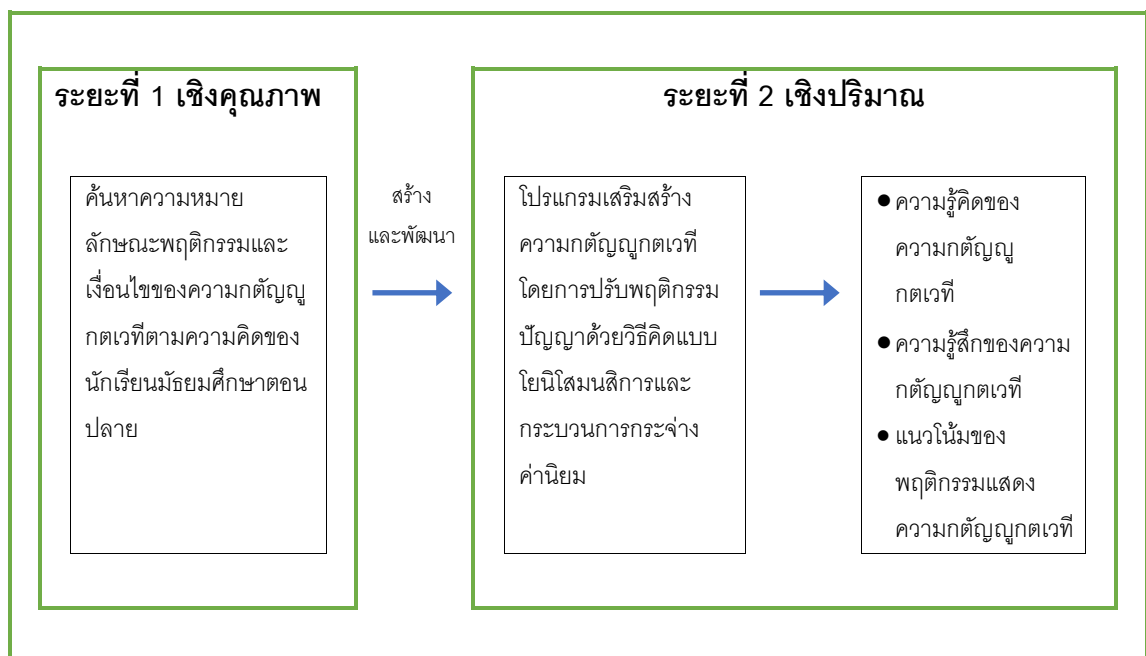 ระยะที่ 1 เชิงคุณภาพ
ค้นหาความหมาย
ลักษณะพฤติกรรมและ
เงื่อนไขของความกตัญญู
กตเวทีตามความคิดของ
นักเรียนมัธยมศึกษาตอน
ปลาย
สร้าง
และพัฒนา
ระยะที่ 2 เชิงปริมาณ
โปรแกรมเสริมสร้าง
ความกตัญญูกตเวที
โดยการปรับพฤติกรรม
ปัญญาด้วยวิธีคิดแบบ
โยนิโสมนสิการและ
กระบวนการกระจ่าง
ค่านิยม
● ความรู้คิดของ
ความกตัญญู
กตเวที
● ความรู้สึกของความ
กตัญญูกตเวที
● แนวโน้มของ
พฤติกรรมแสดง
ความกตัญญูกตเวที